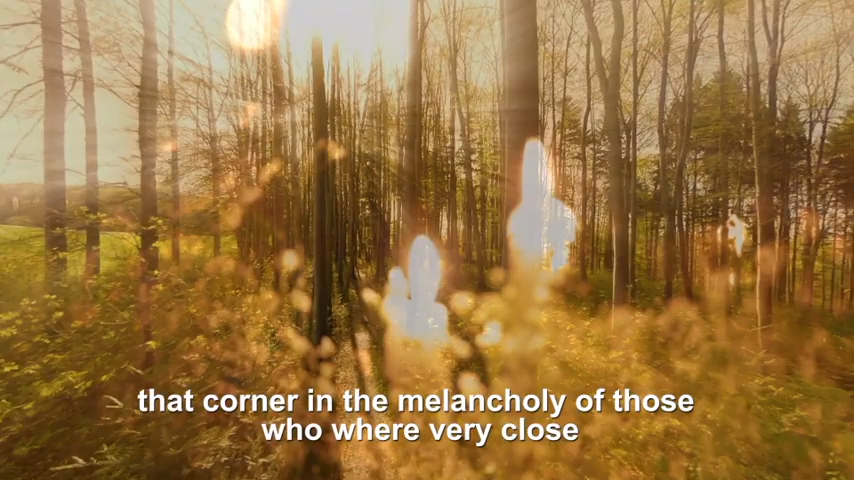 that corner in the melancholy of those
who where very close